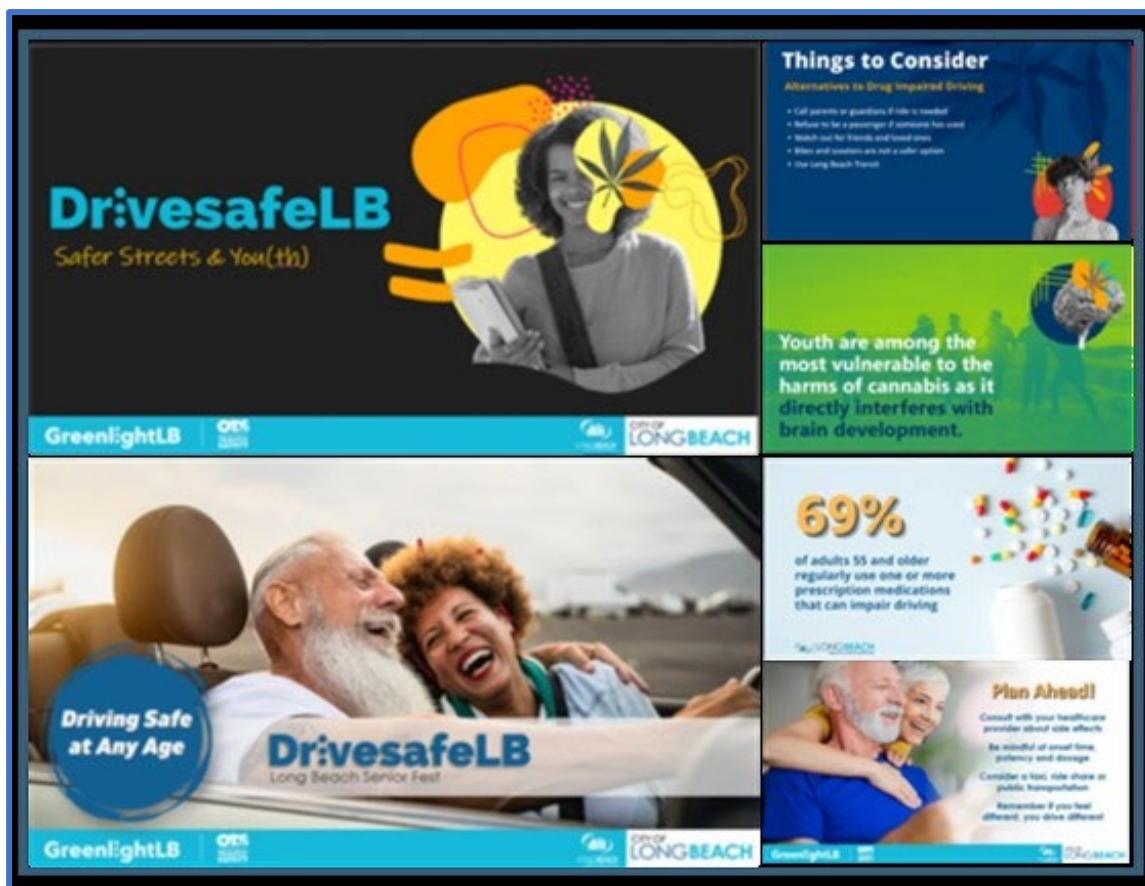 DrivesafeLB
Safer Streets & You(th)
GreenlightLB
OTS
CITY OF
LONGBEACH
Things to Consider
Alternatives to Drug Impaired Driving
• Call parents or guardians if ride is needed
• Refuse to be a passenger if someone has used
• Watch out for friends and loved ones
• Bikes and scooters are not a safer option
• Use Long Beach Transit
Youth are among the
most vulnerable to the
harms of cannabis as it
directly interferes with
brain development.
Driving Safe
at Any Age
DrivesafeLB
Long Beach Senior Fest
GreenlightLB
OTS
CITY OF
LONGBEACH
69%
of adults 55 and older
regularly use one or more
prescription medications
that can impair driving
LONGBEACH
Plan Ahead!
Consult with your healthcare
provider about side effects
Be mindful of onset time,
potency and dosage
Consider a taxi, ride share or
public transportation
Remember if you feel
different, you drive different!
GreenlightLB
LONGBEACH